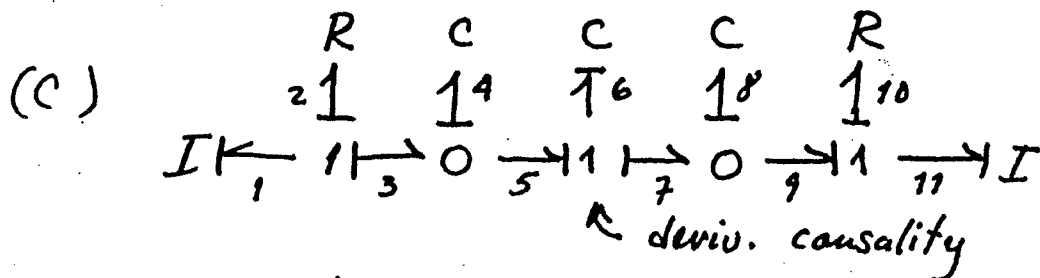 R C C C R
(C) 2 4 6 8 10
I 1 0 1 0 1 I
1 3 5 7 9 11
deriv. causality